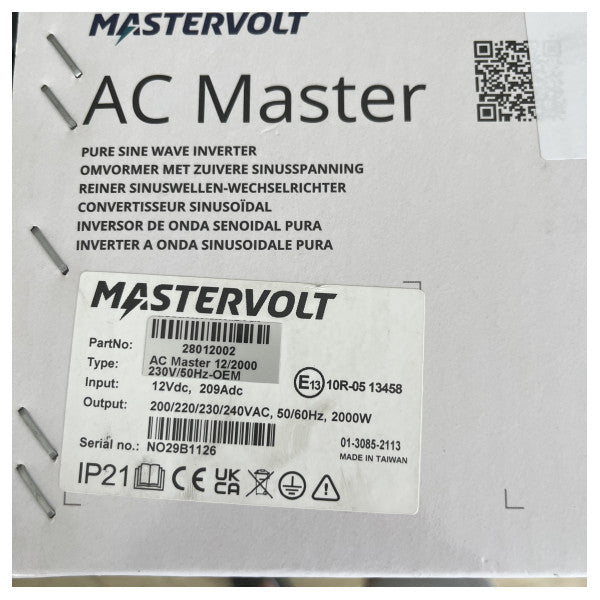 MASTERVOLT
AC Master
PURE SINE WAVE INVERTER
OMVORMER MET ZUIVERE SINUSSPANNING
REINER SINUSWELLEN-WECHSELRICHTER
CONVERTISSEUR SINUSOÏDAL
INVERSOR DE ONDA SENOIDAL PURA
INVERTER A ONDA SINUSOIDALE PURA
MASTERVOLT
PartNo: 28012002
Type: AC Master 12/2000
230V/50Hz-OEM
Input: 12Vdc, 209Adc
E13 10R-05 13458
Output: 200/220/230/240VAC, 50/60Hz, 2000W
Serial no.: NO29B1126
01-3085-2113
MADE IN TAIWAN
IP21 CE UK CA